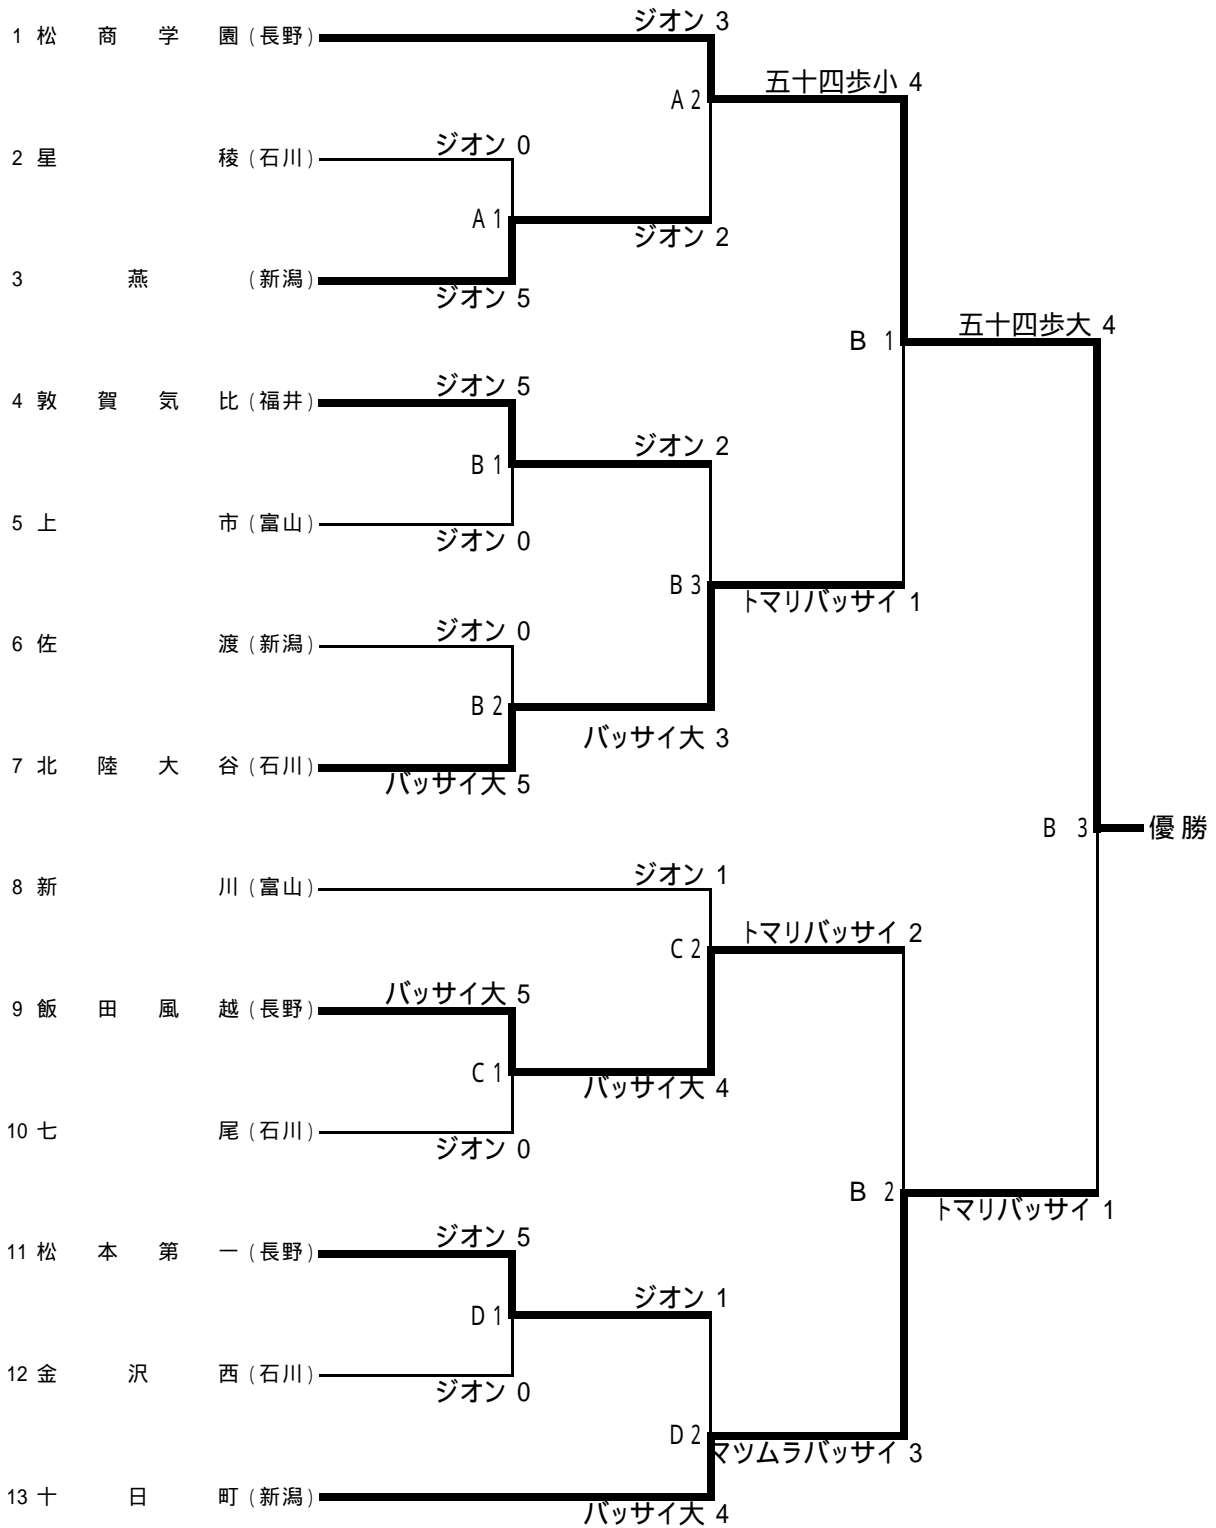 ジオン 3
1 松商学園(長野)
五十四歩小 4
A2
ジオン 0
2 星稜(石川)
A1
ジオン 2
3 燕(新潟)
ジオン 5
五十四歩大 4
B 1
ジオン 5
4 敦賀気比(福井)
ジオン 2
B1
5 上市(富山)
ジオン 0
B3
トマリバッサイ 1
ジオン 0
6 佐渡(新潟)
B2
バッサイ大 3
7 北陸大谷(石川)
バッサイ大 5
B 3
優勝
ジオン 1
8 新川(富山)
トマリバッサイ 2
C2
バッサイ大 5
9 飯田風越(長野)
C1
バッサイ大 4
10 七尾(石川)
ジオン 0
B 2
トマリバッサイ 1
ジオン 5
11 松本第一(長野)
ジオン 1
D1
12 金沢西(石川)
ジオン 0
D2
マツムラバッサイ 3
13 十日町(新潟)
バッサイ大 4